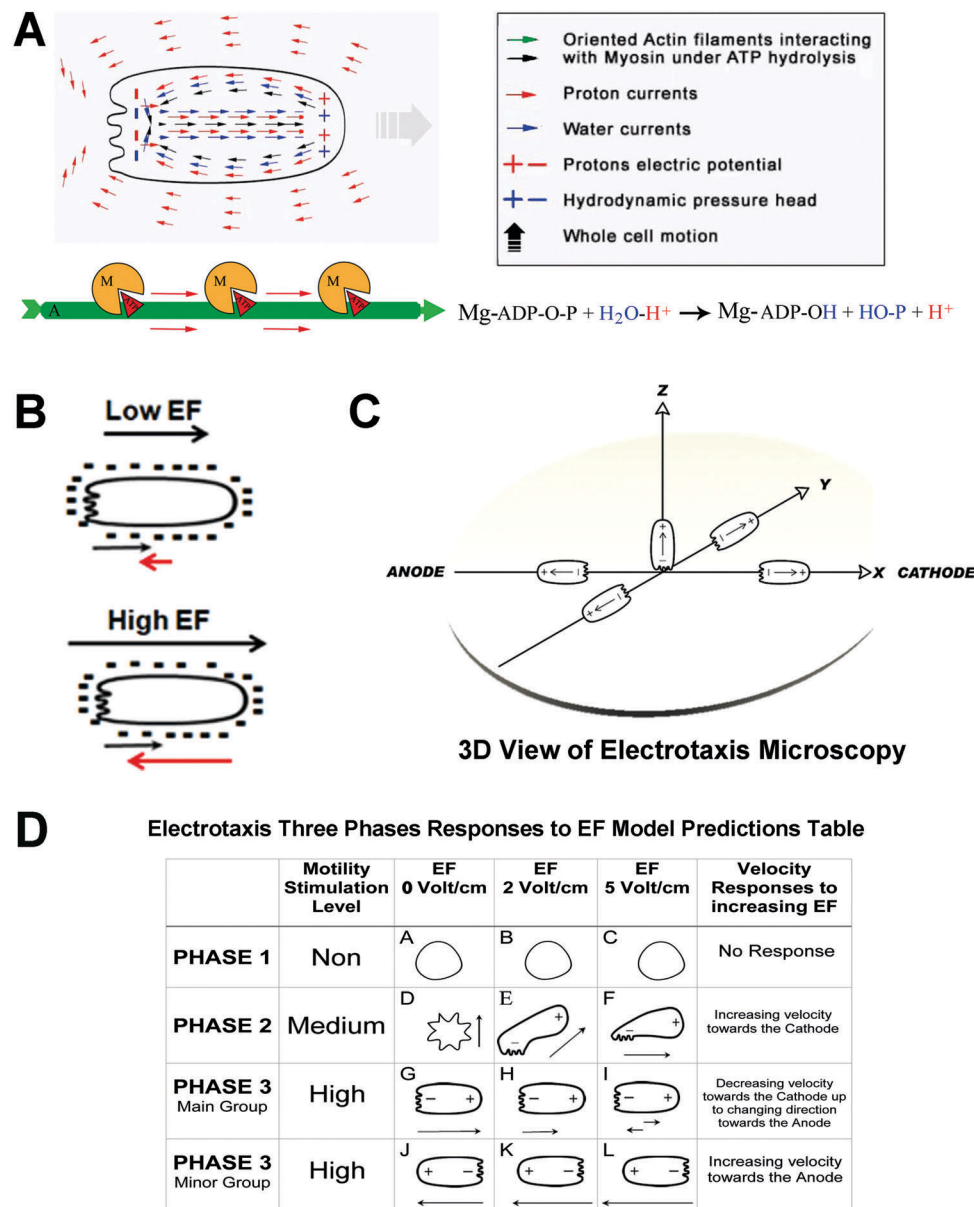 A
Oriented Actin filaments interacting
with Myosin under ATP hydrolysis
Proton currents
Water currents
Protons electric potential
Hydrodynamic pressure head
Whole cell motion
M
M
M
ATP
ATP
ATP
A
Mg-ADP-O-P + H₂O-H⁺ → Mg-ADP-OH + HO-P + H⁺
B
Low EF
High EF
C
Z
Y
ANODE
X CATHODE
3D View of Electrotaxis Microscopy
D
Electrotaxis Three Phases Responses to EF Model Predictions Table
Motility
Stimulation
Level
EF
0 Volt/cm
EF
2 Volt/cm
EF
5 Volt/cm
Velocity
Responses to
increasing EF
PHASE 1
Non
A
B
C
No Response
PHASE 2
Medium
D
E
F
Increasing velocity
towards the Cathode
PHASE 3
Main Group
High
G
H
I
Decreasing velocity
towards the Cathode up
to changing direction
towards the Anode
PHASE 3
Minor Group
High
J
K
L
Increasing velocity
towards the Anode